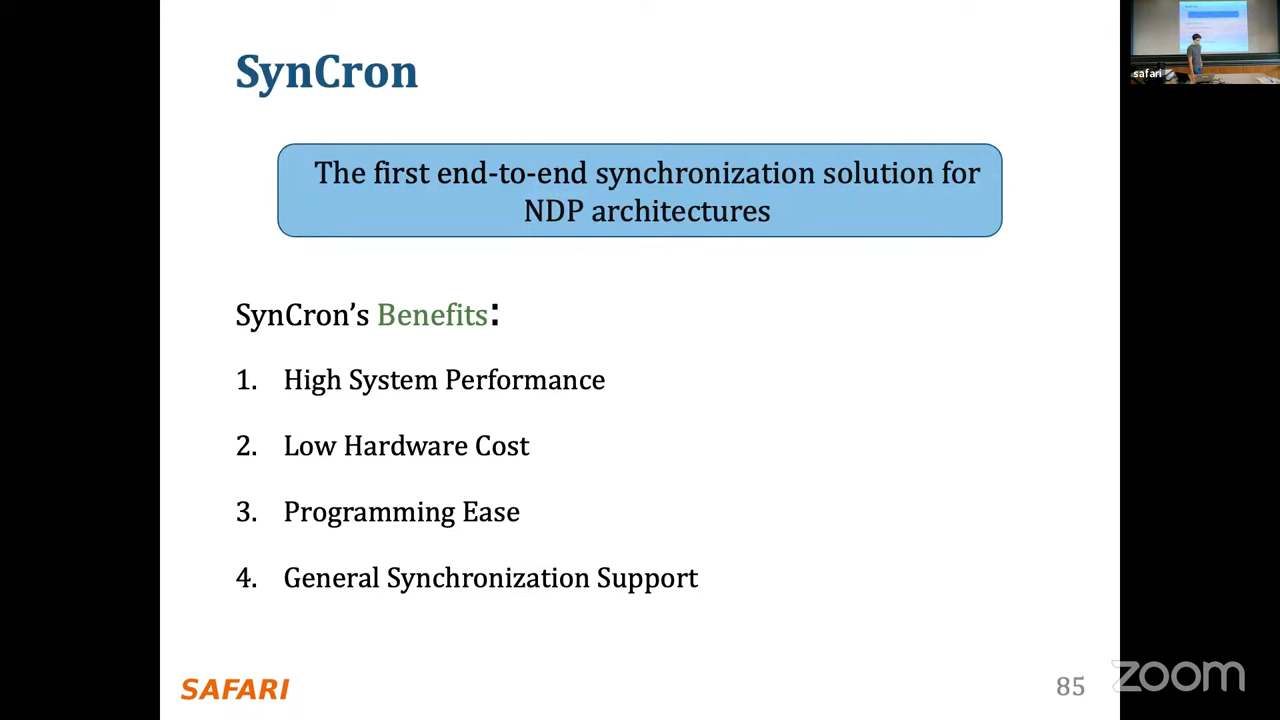 SynCron
safari
The first end-to-end synchronization solution for
NDP architectures
SynCron’s Benefits:
1. High System Performance
2. Low Hardware Cost
3. Programming Ease
4. General Synchronization Support
SAFARI
85
zoom